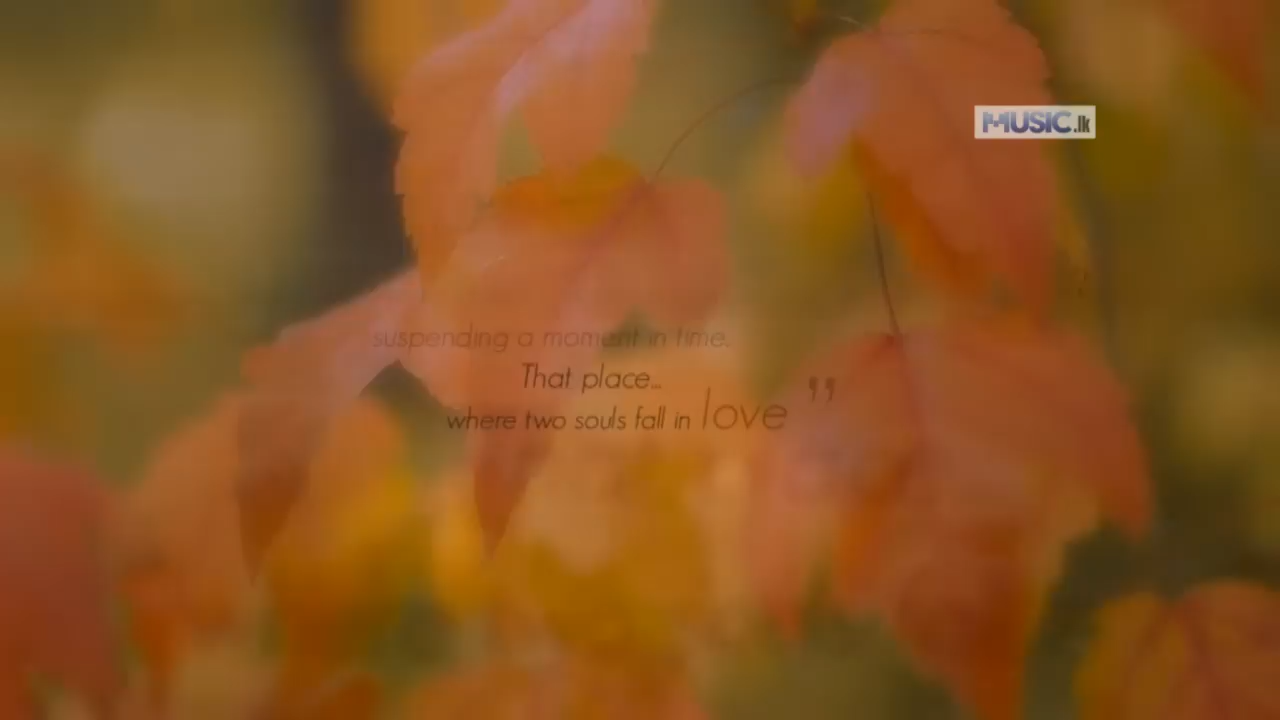 MUSIC.lk
suspending a moment in time.
That place...
where two souls fall in love ”